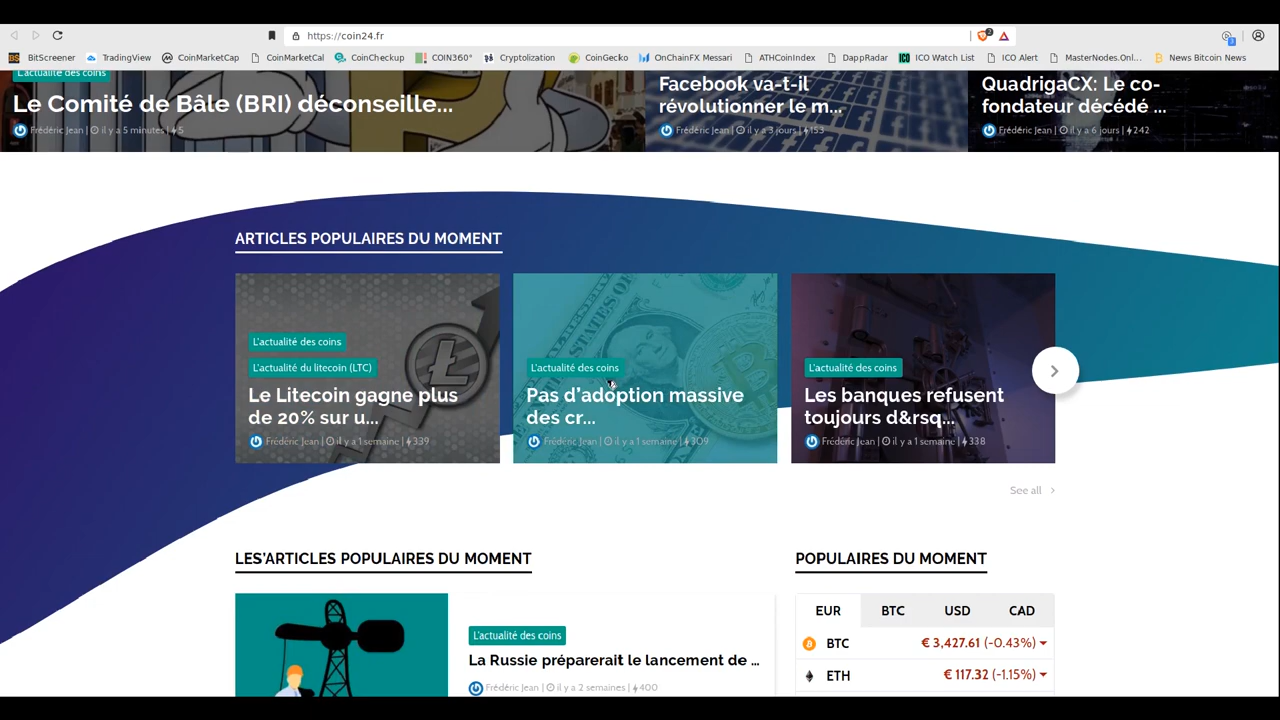 https://coin24.fr
2
2
BitScreener TradingView CoinMarketCap CoinMarketCal CoinCheckup COIN360° Cryptolization CoinGecko OnChainFX Messari ATHCoinIndex DappRadar ICO Watch List ICO Alert MasterNodes.Onl... News Bitcoin News
L'actualité des coins
Le Comité de Bâle (BRI) déconseille...
Frédéric Jean | il y a 5 minutes | 5
Facebook va-t-il
révolutionner le m...
Frédéric Jean | il y a 3 jours | 153
QuadrigaCX: Le co-
fondateur décédé ...
Frédéric Jean | il y a 6 jours | 242
ARTICLES POPULAIRES DU MOMENT
L'actualité des coins
L'actualité du litecoin (LTC)
Le Litecoin gagne plus
de 20% sur u...
Frédéric Jean | il y a 1 semaine | 339
L'actualité des coins
Pas d'adoption massive
des cr...
Frédéric Jean | il y a 1 semaine | 309
L'actualité des coins
Les banques refusent
toujours d&rsq...
Frédéric Jean | il y a 1 semaine | 338
See all
LES'ARTICLES POPULAIRES DU MOMENT
L'actualité des coins
La Russie préparerait le lancement de ...
Frédéric Jean | il y a 2 semaines | 400
POPULAIRES DU MOMENT
EUR BTC USD CAD
BTC € 3,427.61 (-0.43%)
ETH € 117.32 (-1.15%)